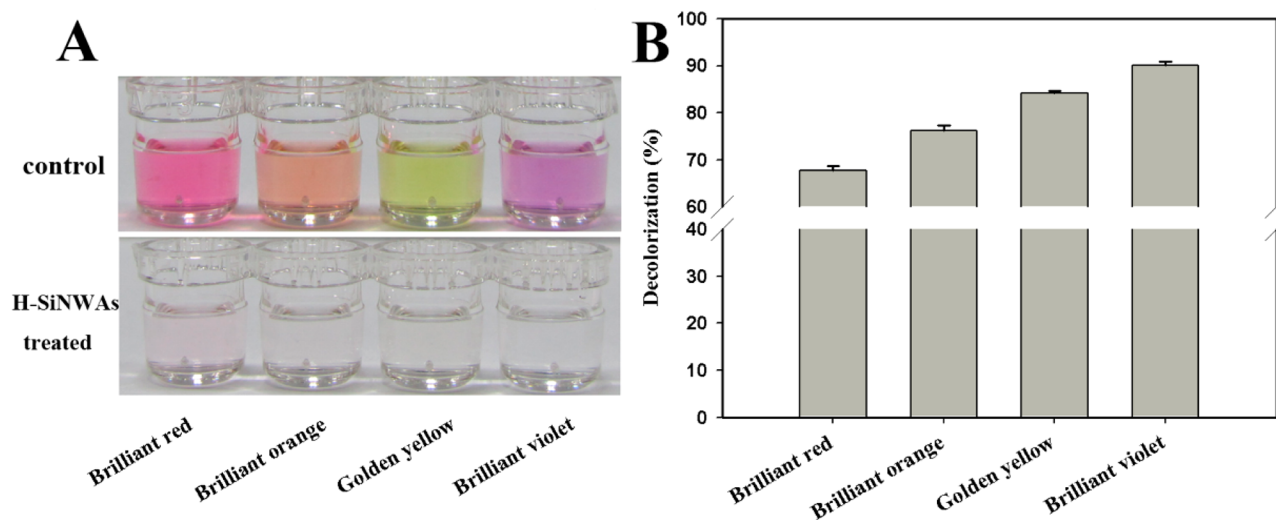 A
control
H-SiNWAs
treated
Brilliant red
Brilliant orange
Golden yellow
Brilliant violet
B
Decolorization (%)
100
90
80
70
60
40
30
20
10
0
Brilliant red
Brilliant orange
Golden yellow
Brilliant violet